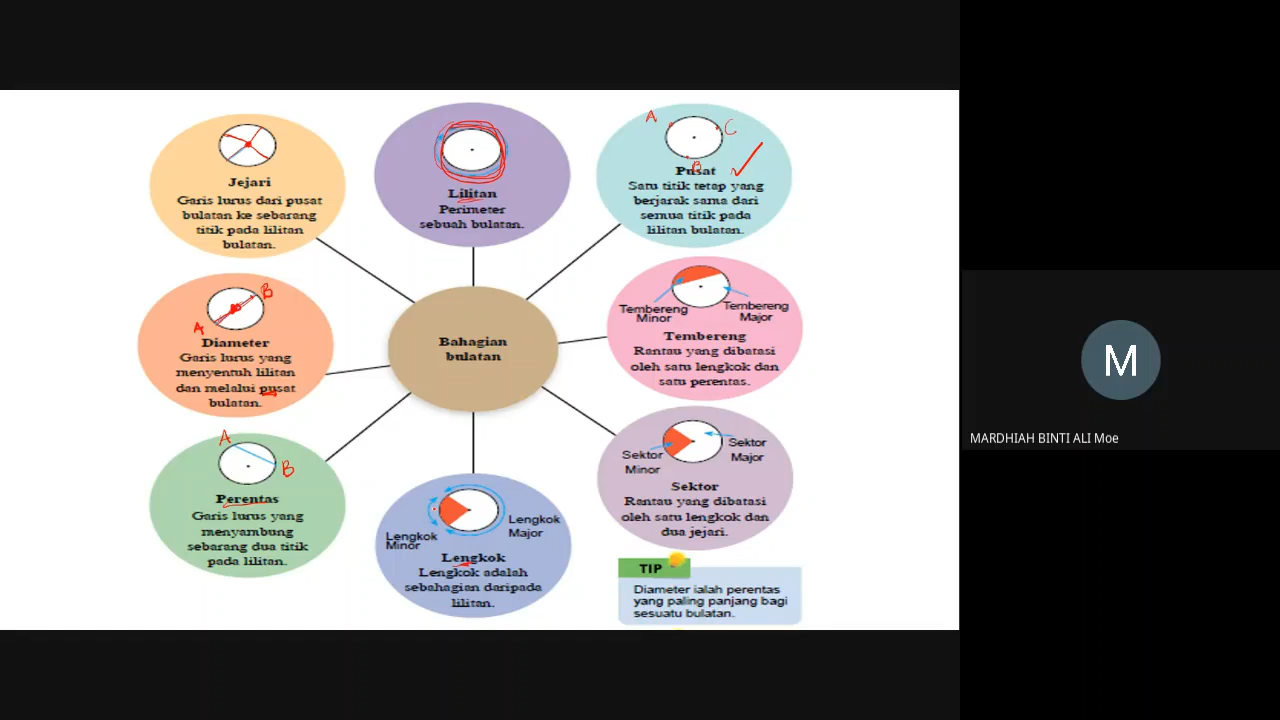 Jejari
Garis lurus dari pusat
bulatan ke sebarang
titik pada lilitan
bulatan.
Lilitan
Perimeter
sebuah bulatan.
A
C
B
Pusat
Satu titik tetap yang
berjarak sama dari
semua titik pada
lilitan bulatan.
A
B
Diameter
Garis lurus yang
menyentuh lilitan
dan melalui pusat
bulatan.
Bahagian
bulatan
Tembereng
Minor
Tembereng
Major
Tembereng
Rantau yang dibatasi
oleh satu lengkok dan
satu perentas.
A
B
Perentas
Garis lurus yang
menyambung
sebarang dua titik
pada lilitan.
Lengkok
Minor
Lengkok
Major
Lengkok
Lengkok adalah
sebahagian daripada
lilitan.
Sektor
Minor
Sektor
Major
Sektor
Rantau yang dibatasi
oleh satu lengkok dan
dua jejari.
TIP
Diameter ialah perentas
yang paling panjang bagi
sesuatu bulatan.
M
MARDHIAH BINTI ALI Moe